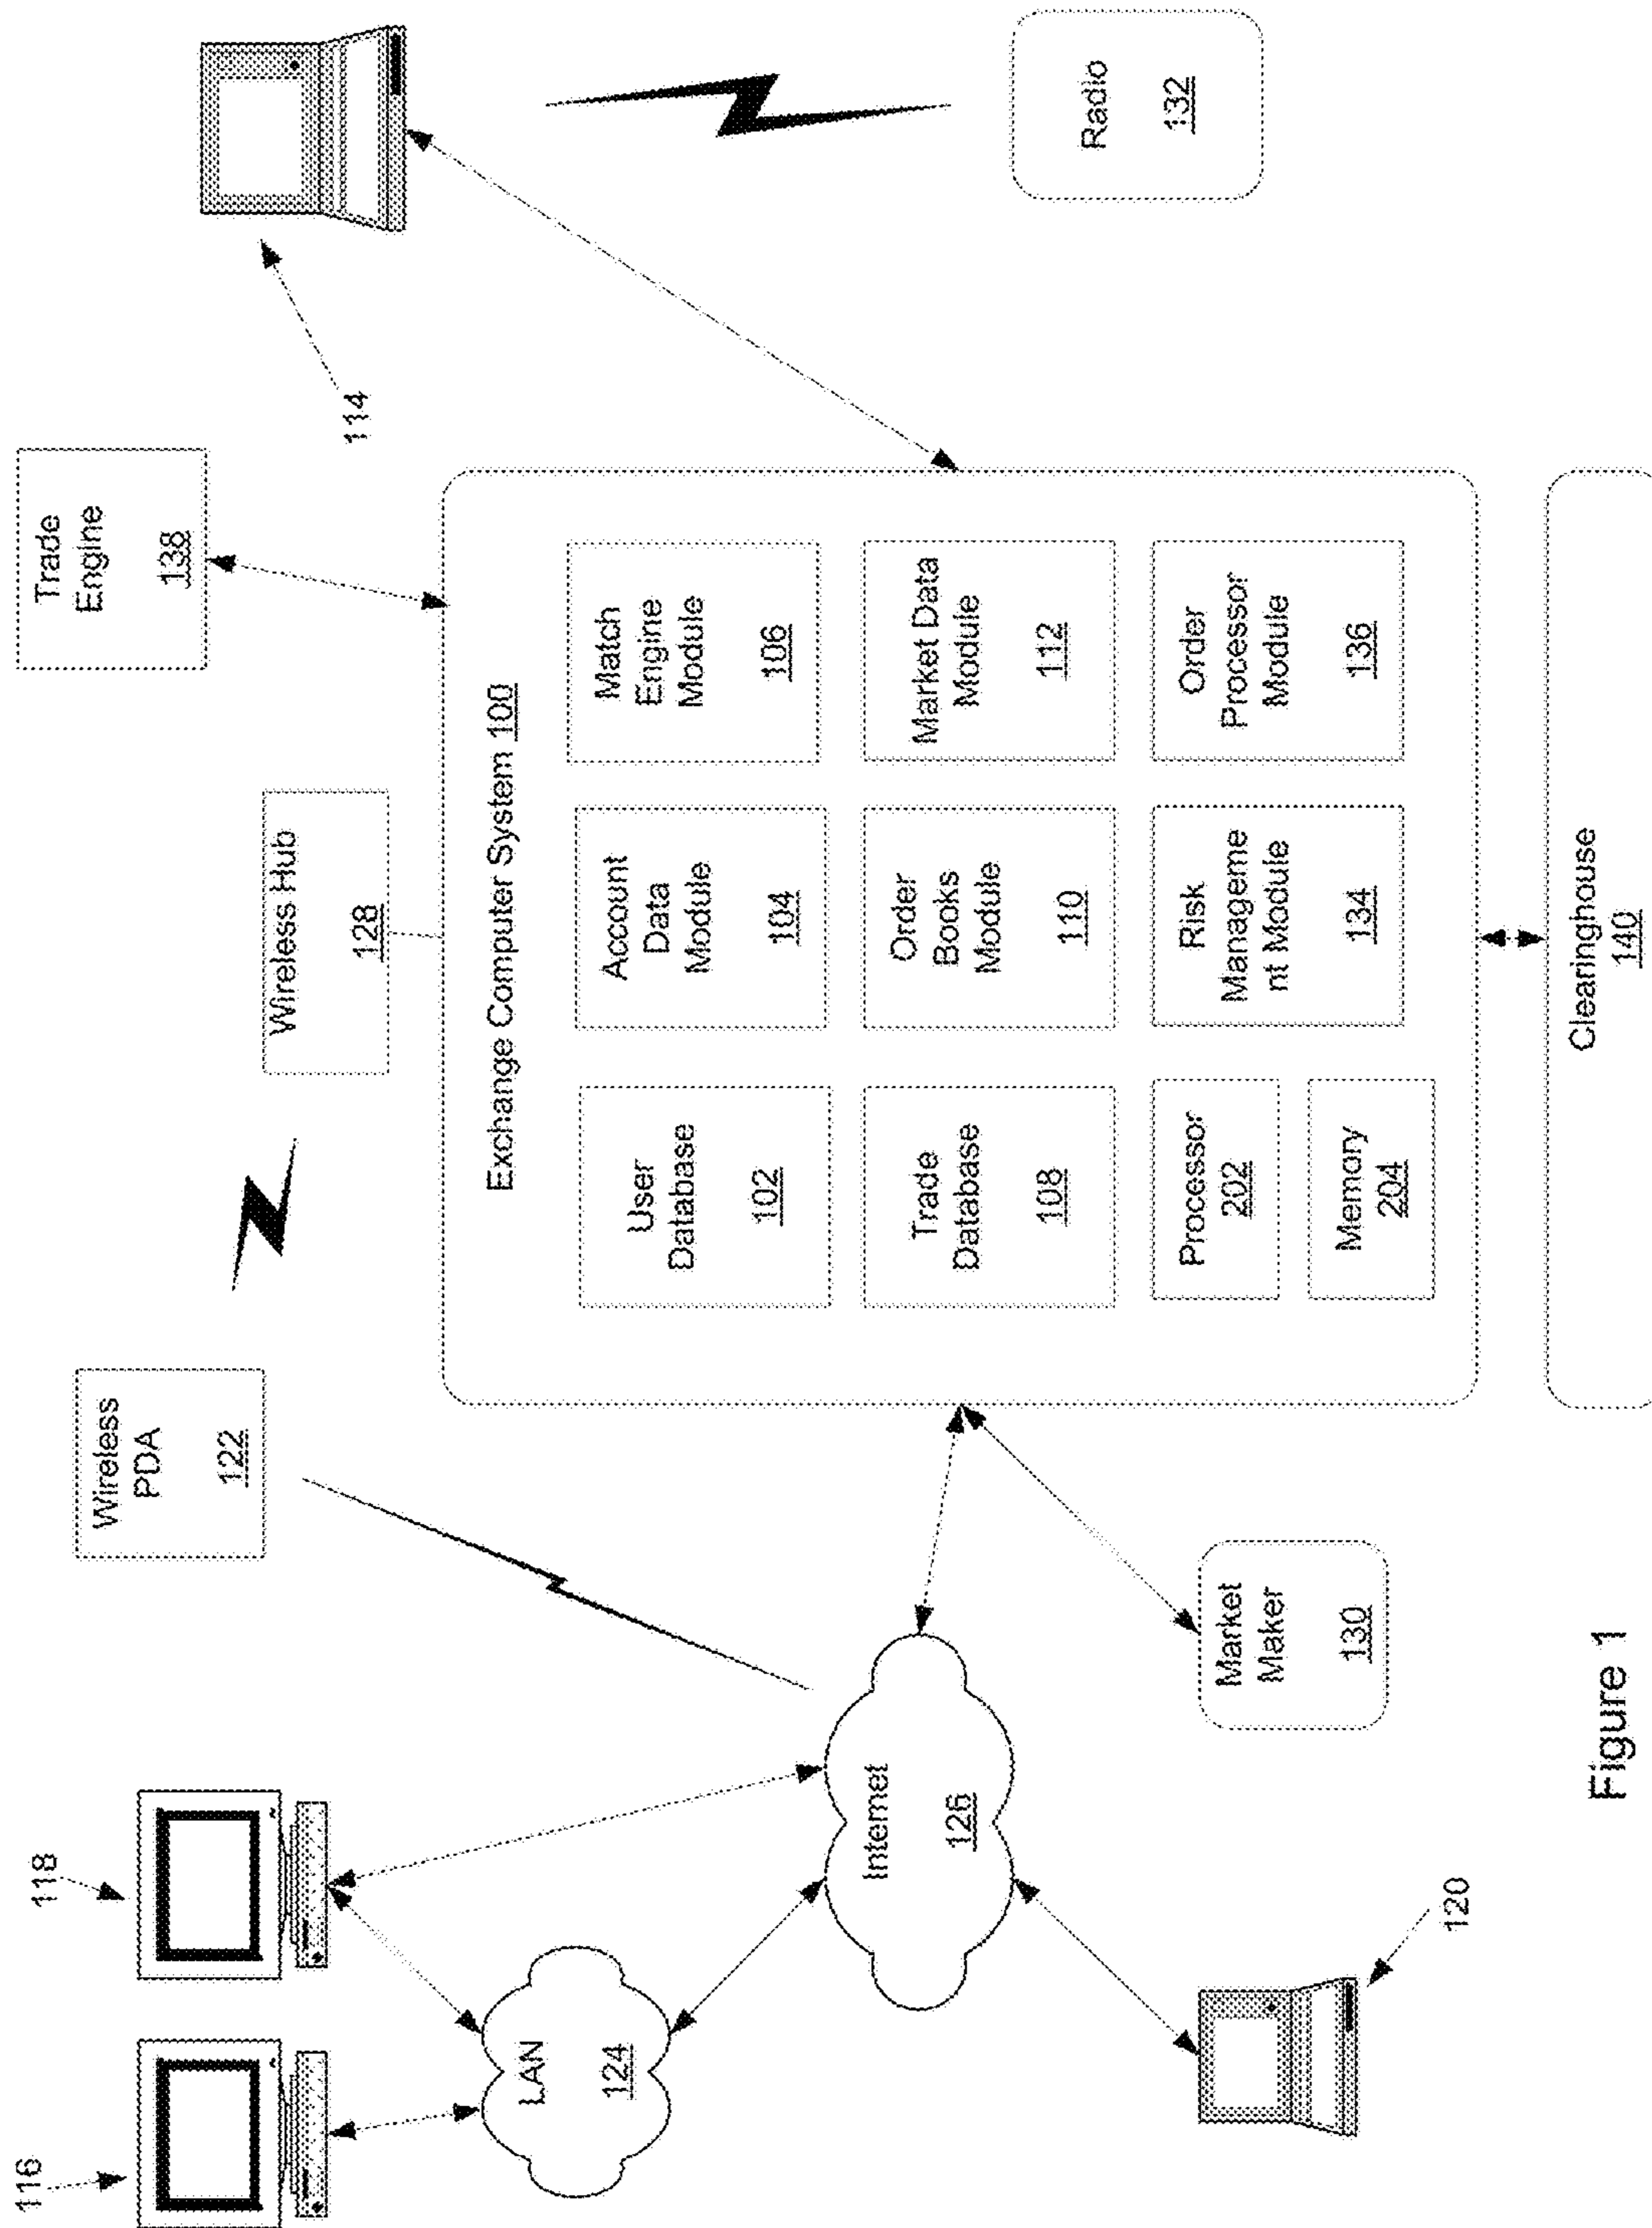 116
118
Wireless
PDA
122
Wireless Hub
128
Trade
Engine
138
114
LAN
124
Exchange Computer System 100
User
Database
102
Account
Data
Module
104
Match
Engine
Module
106
Internet
126
Trade
Database
108
Order
Books
Module
110
Market Data
Module
112
Radio
132
120
Market
Maker
130
Processor
202
Memory
204
Risk
Manageme
nt Module
134
Order
Processor
Module
136
Clearinghouse
140
Figure 1